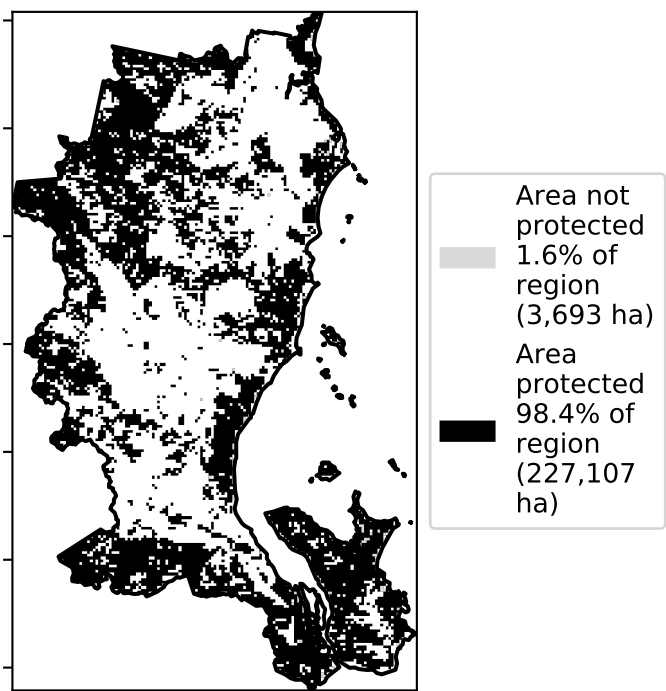 Area not
protected
1.6% of
region
(3,693 ha)
Area
protected
98.4% of
region
(227,107
ha)